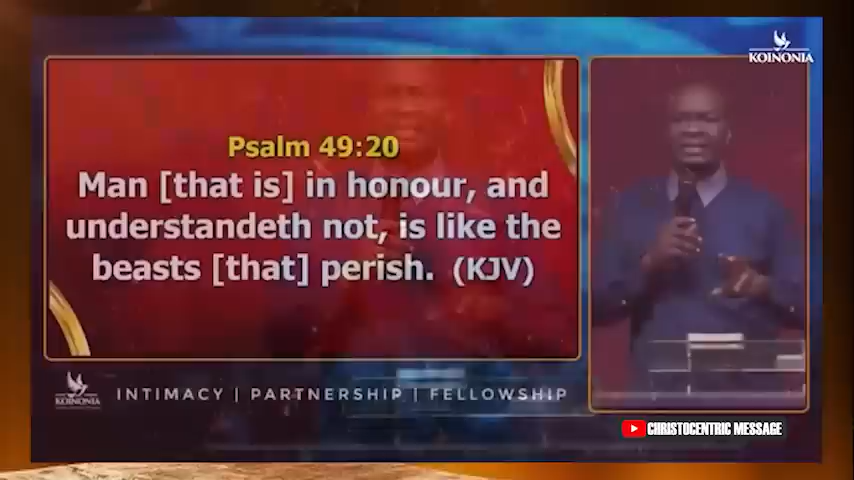 KOINONIA
Psalm 49:20
Man [that is] in honour, and
understandeth not, is like the
beasts [that] perish. (KJV)
KOINONIA
INTIMACY | PARTNERSHIP | FELLOWSHIP
CHRISTOCENTRIC MESSAGE